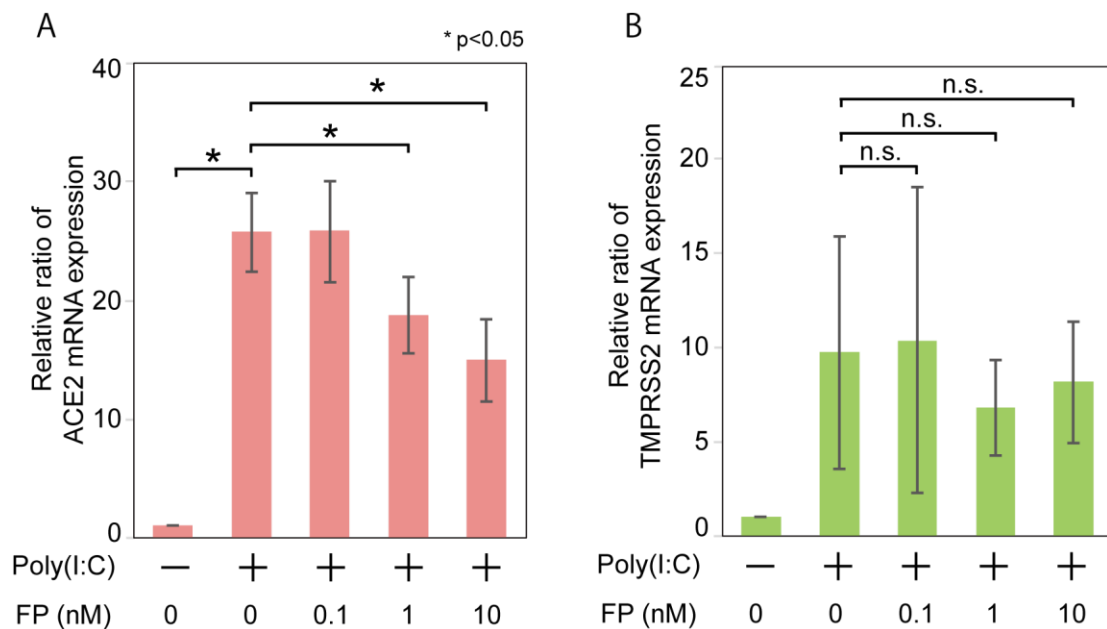 A
* p<0.05
Relative ratio of
ACE2 mRNA expression
40
30
20
10
0
*
*
*
Poly(I:C) — + + + +
FP (nM) 0 0 0.1 1 10
B
Relative ratio of
TMPRSS2 mRNA expression
25
20
15
10
5
0
n.s.
n.s.
n.s.
Poly(I:C) — + + + +
FP (nM) 0 0 0.1 1 10